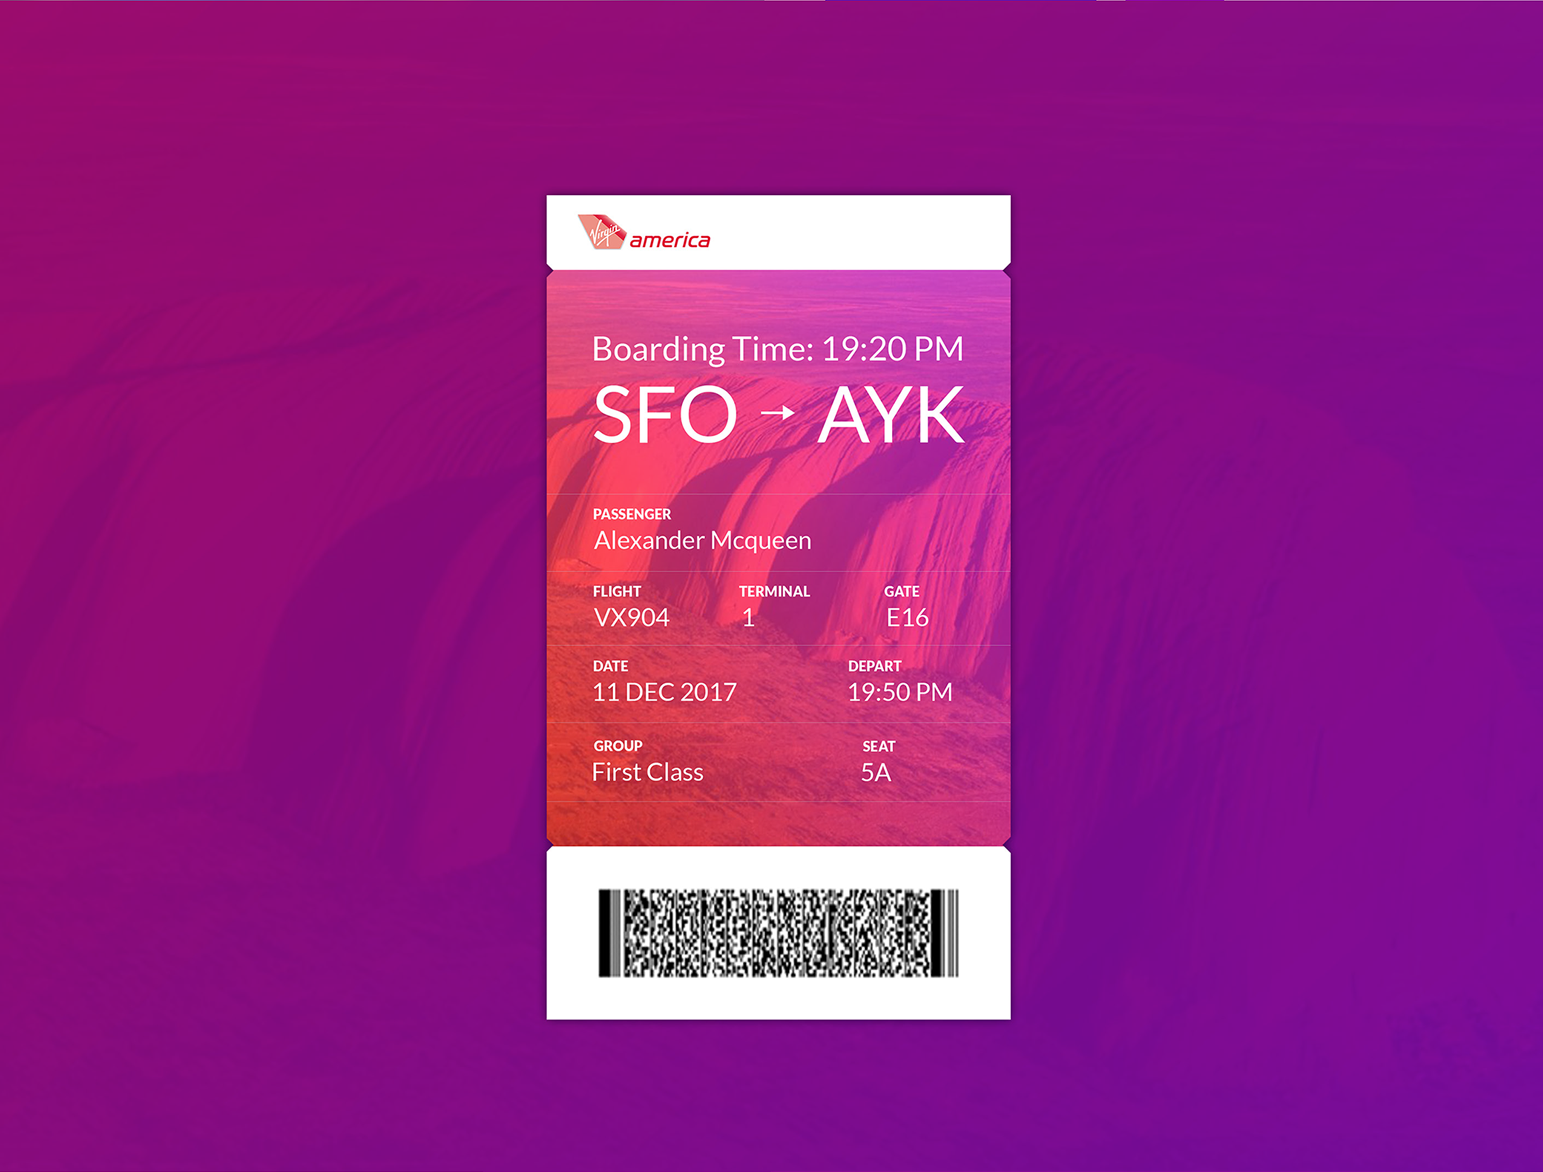 Virgin america
Boarding Time: 19:20 PM
SFO → AYK
PASSENGER
Alexander Mcqueen
FLIGHT TERMINAL GATE
VX904 1 E16
DATE DEPART
11 DEC 2017 19:50 PM
GROUP SEAT
First Class 5A